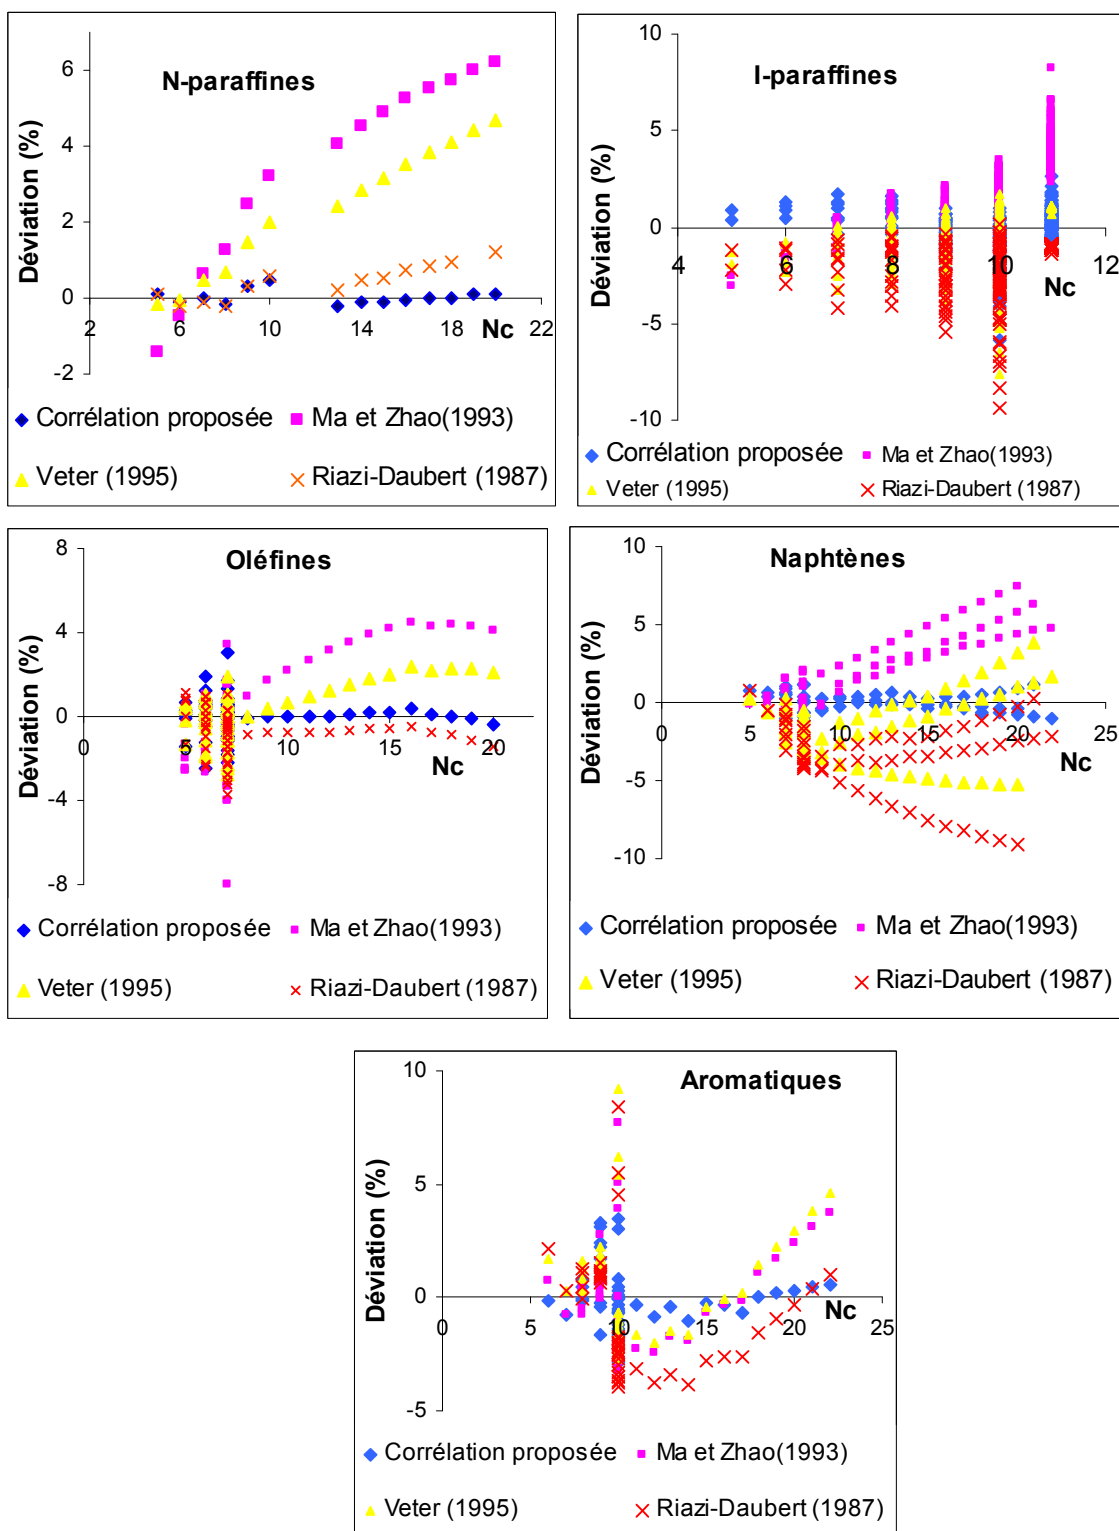 N-paraffines
Déviation (%)
6
4
2
0
-2
2
6
10
14
18
22
Nc
Corrélation proposée
Ma et Zhao(1993)
Veter (1995)
Riazi-Daubert (1987)
I-paraffines
Déviation (%)
10
5
0
-5
-10
4
6
8
10
12
Nc
Corrélation proposée
Ma et Zhao(1993)
Veter (1995)
Riazi-Daubert (1987)
Oléfines
Déviation (%)
8
4
0
-4
-8
0
5
10
15
20
Nc
Corrélation proposée
Ma et Zhao(1993)
Veter (1995)
Riazi-Daubert (1987)
Naphtènes
Déviation (%)
10
5
0
-5
-10
0
5
10
15
20
25
Nc
Corrélation proposée
Ma et Zhao(1993)
Veter (1995)
Riazi-Daubert (1987)
Aromatiques
Déviation (%)
10
5
0
-5
0
5
10
15
20
25
Nc
Corrélation proposée
Ma et Zhao(1993)
Veter (1995)
Riazi-Daubert (1987)